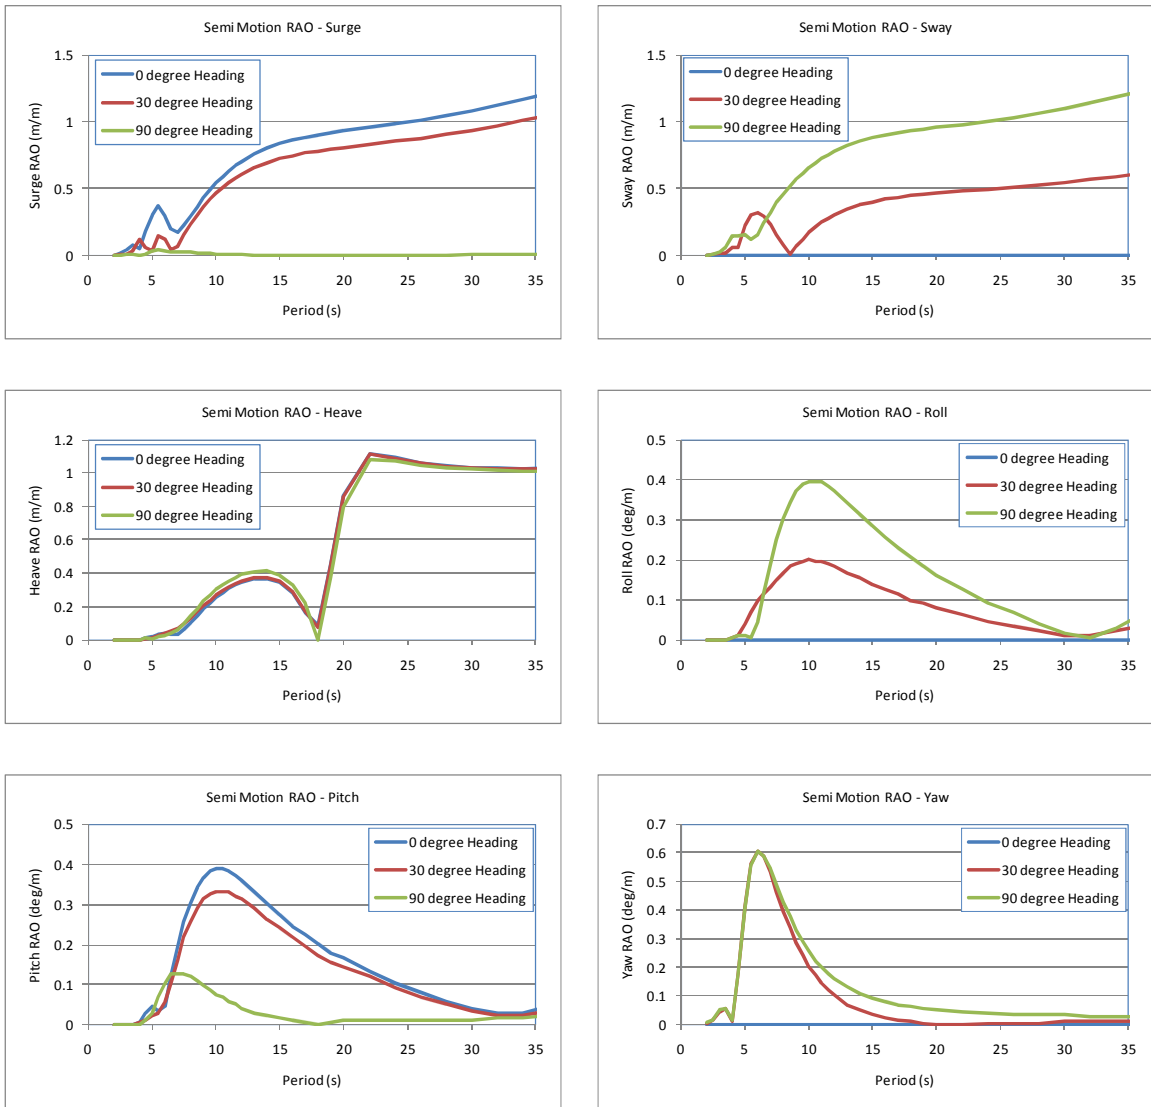 Semi Motion RAO - Surge
1.5
1
0.5
0
0 5 10 15 20 25 30 35
Surge RAO (m/m)
Period (s)
0 degree Heading
30 degree Heading
90 degree Heading
Semi Motion RAO - Sway
1.5
1
0.5
0
0 5 10 15 20 25 30 35
Sway RAO (m/m)
Period (s)
0 degree Heading
30 degree Heading
90 degree Heading
Semi Motion RAO - Heave
1.2
1
0.8
0.6
0.4
0.2
0
0 5 10 15 20 25 30 35
Heave RAO (m/m)
Period (s)
0 degree Heading
30 degree Heading
90 degree Heading
Semi Motion RAO - Roll
0.5
0.4
0.3
0.2
0.1
0
0 5 10 15 20 25 30 35
Roll RAO (deg/m)
Period (s)
0 degree Heading
30 degree Heading
90 degree Heading
Semi Motion RAO - Pitch
0.5
0.4
0.3
0.2
0.1
0
0 5 10 15 20 25 30 35
Pitch RAO (deg/m)
Period (s)
0 degree Heading
30 degree Heading
90 degree Heading
Semi Motion RAO - Yaw
0.7
0.6
0.5
0.4
0.3
0.2
0.1
0
0 5 10 15 20 25 30 35
Yaw RAO (deg/m)
Period (s)
0 degree Heading
30 degree Heading
90 degree Heading